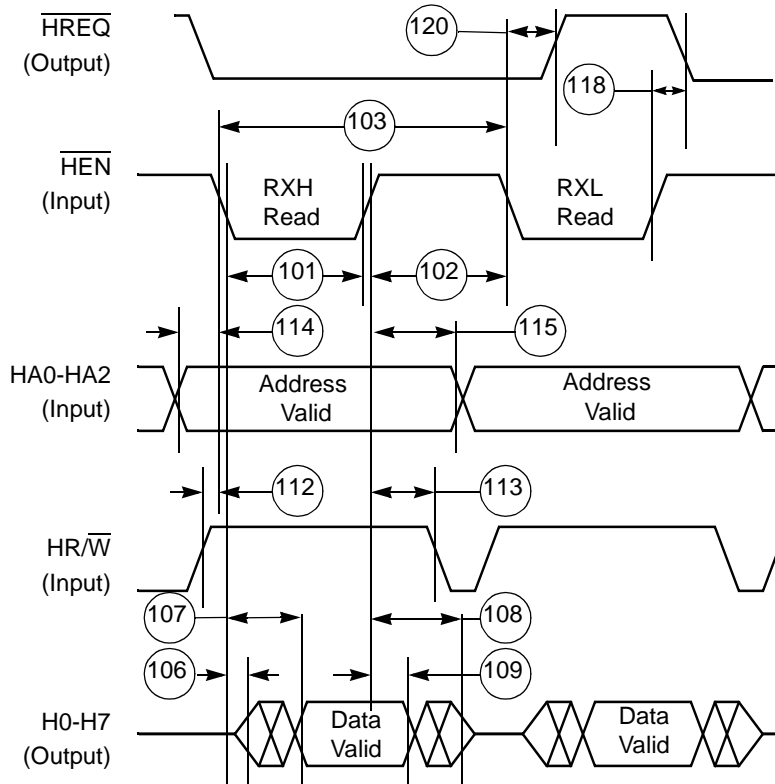 HREQ
(Output)
120
118
103
HEN
(Input)
RXH
Read
RXL
Read
101
102
114
115
HA0-HA2
(Input)
Address
Valid
Address
Valid
112
113
HR/W
(Input)
107
108
106
109
H0-H7
(Output)
Data
Valid
Data
Valid